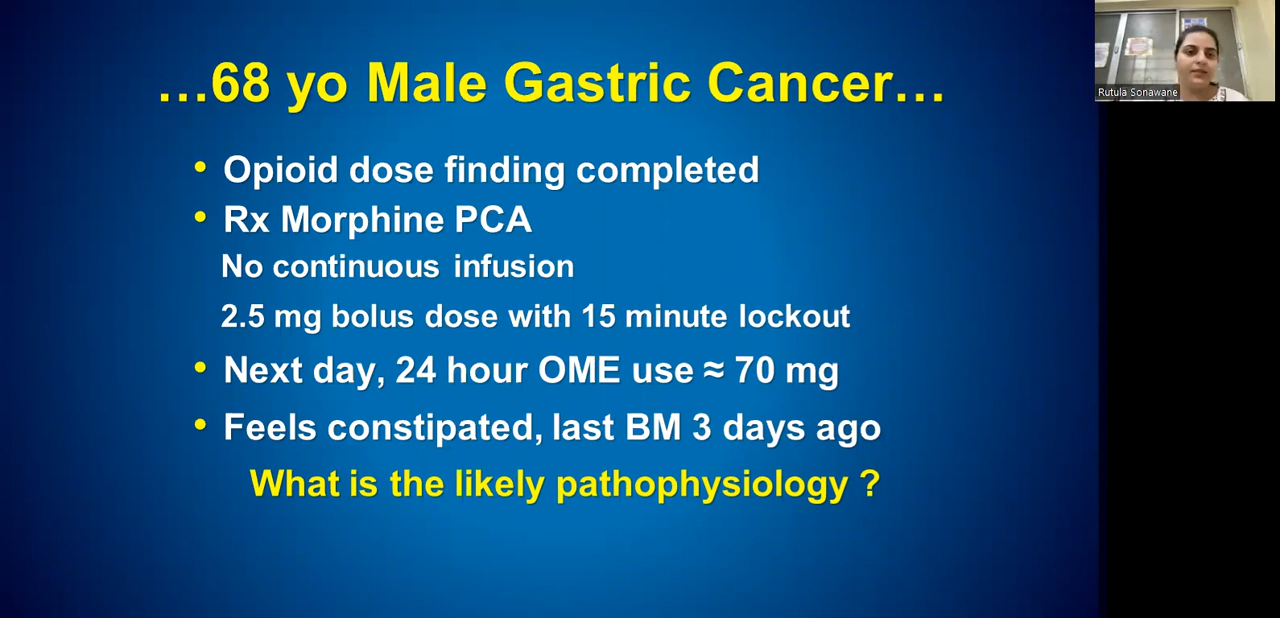 ...68 yo Male Gastric Cancer...
• Opioid dose finding completed
• Rx Morphine PCA
No continuous infusion
2.5 mg bolus dose with 15 minute lockout
• Next day, 24 hour OME use ≈ 70 mg
• Feels constipated, last BM 3 days ago
What is the likely pathophysiology ?
Rutula Sonawane